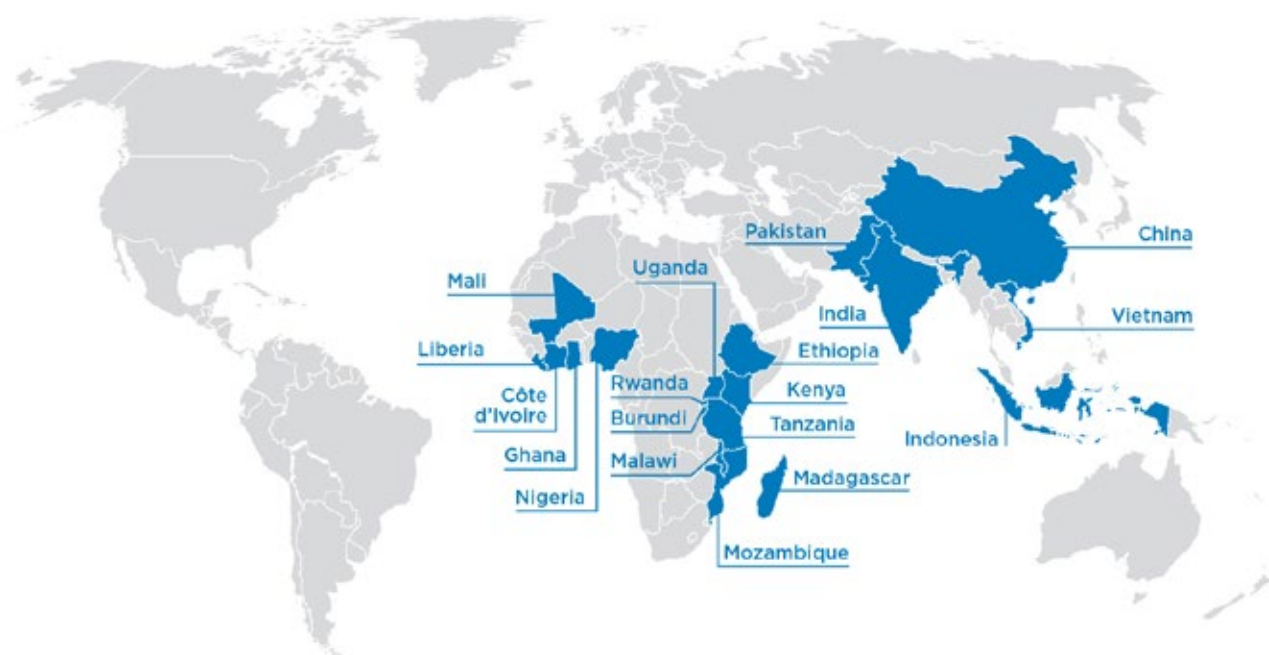 Pakistan
China
Uganda
Mali
India
Vietnam
Liberia
Ethiopia
Rwanda
Kenya
Côte
d'Ivoire
Burundi
Tanzania
Indonesia
Ghana
Malawi
Madagascar
Nigeria
Mozambique